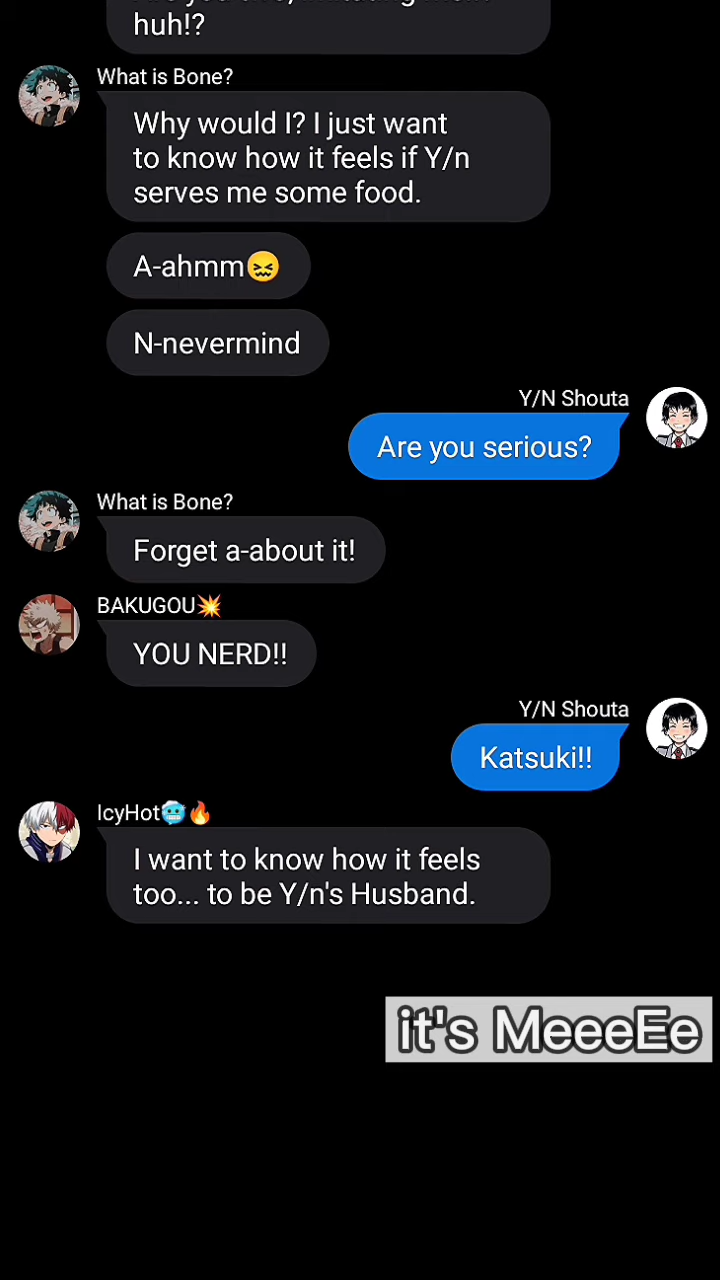 huh!?
What is Bone?
Why would I? I just want
to know how it feels if Y/n
serves me some food.
A-ahmm😖
N-nevermind
Y/N Shouta
Are you serious?
What is Bone?
Forget a-about it!
BAKUGOU💥
YOU NERD!!
Y/N Shouta
Katsuki!!
IcyHot🥶🔥
I want to know how it feels
too... to be Y/n's Husband.
it's MeeeEe